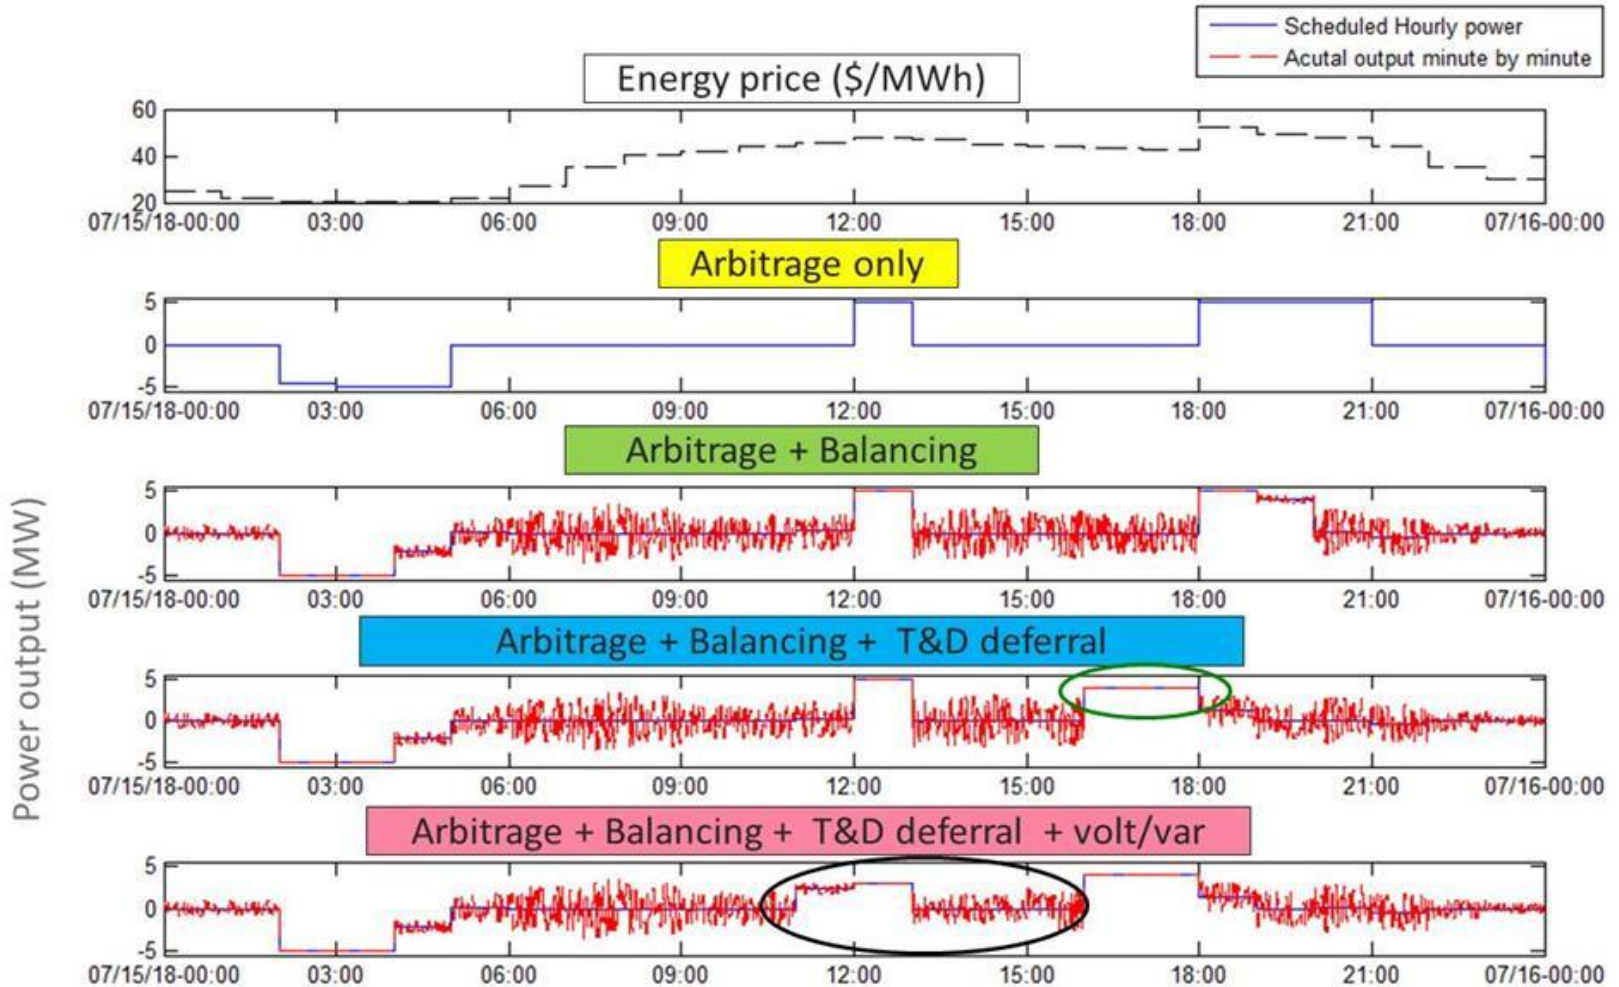 Scheduled Hourly power
Acutal output minute by minute
Energy price ($/MWh)
60
40
20
07/15/18-00:00 03:00 06:00 09:00 12:00 15:00 18:00 21:00 07/16-00:00
Arbitrage only
5
0
-5
07/15/18-00:00 03:00 06:00 09:00 12:00 15:00 18:00 21:00 07/16-00:00
Arbitrage + Balancing
5
0
-5
07/15/18-00:00 03:00 06:00 09:00 12:00 15:00 18:00 21:00 07/16-00:00
Arbitrage + Balancing + T&D deferral
5
0
-5
07/15/18-00:00 03:00 06:00 09:00 12:00 15:00 18:00 21:00 07/16-00:00
Arbitrage + Balancing + T&D deferral + volt/var
5
0
-5
07/15/18-00:00 03:00 06:00 09:00 12:00 15:00 18:00 21:00 07/16-00:00
Power output (MW)